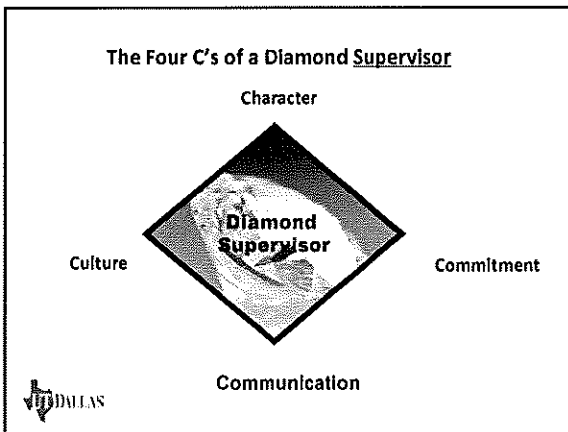 The Four C's of a Diamond Supervisor
Character
Diamond
Supervisor
Culture
Commitment
Communication
DALLAS